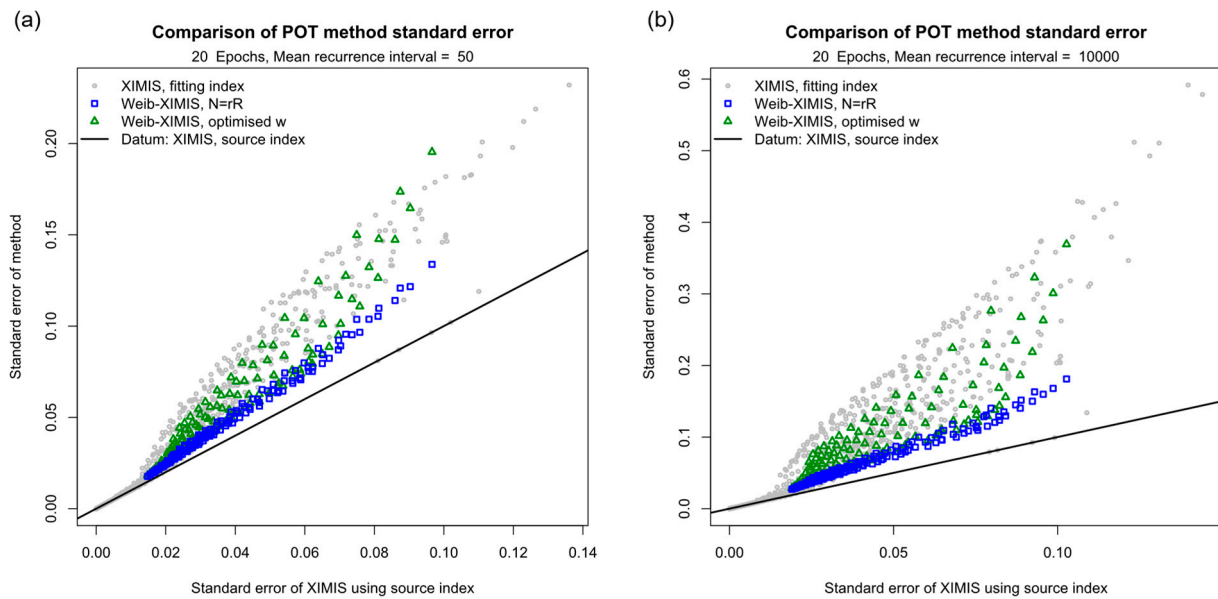 (a)
Comparison of POT method standard error
20 Epochs, Mean recurrence interval = 50
XIMIS, fitting index
Weib-XIMIS, N=rR
Weib-XIMIS, optimised w
Datum: XIMIS, source index
Standard error of method
0.00
0.05
0.10
0.15
0.20
0.00 0.02 0.04 0.06 0.08 0.10 0.12 0.14
Standard error of XIMIS using source index
(b)
Comparison of POT method standard error
20 Epochs, Mean recurrence interval = 10000
XIMIS, fitting index
Weib-XIMIS, N=rR
Weib-XIMIS, optimised w
Datum: XIMIS, source index
Standard error of method
0.0
0.1
0.2
0.3
0.4
0.5
0.6
0.00 0.05 0.10
Standard error of XIMIS using source index